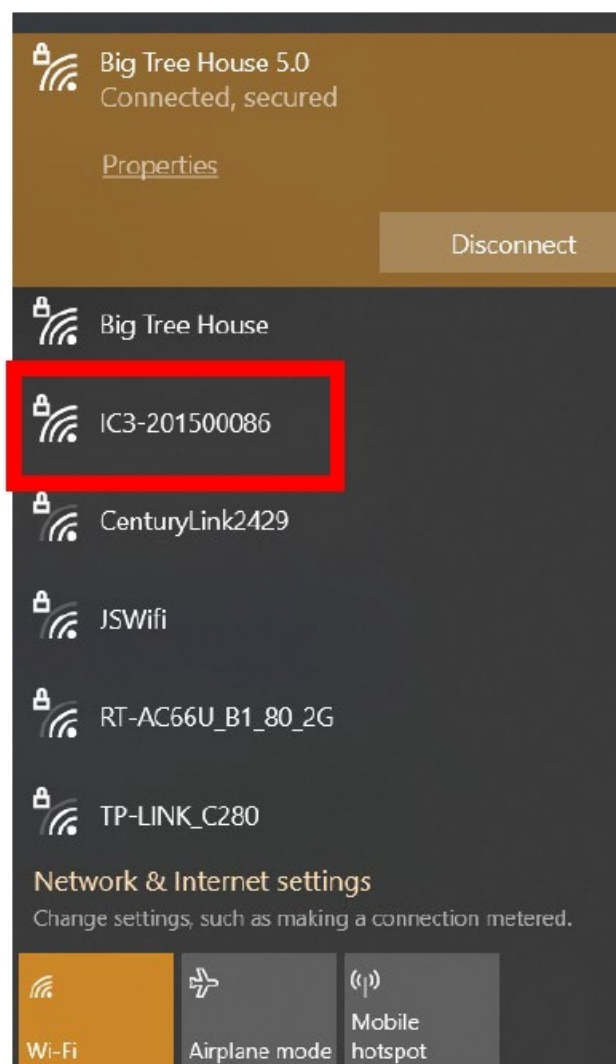 Big Tree House 5.0
Connected, secured
Properties
Disconnect
Big Tree House
IC3-201500086
CenturyLink2429
JSWifi
RT-AC66U_B1_80_2G
TP-LINK_C280
Network & Internet settings
Change settings, such as making a connection metered.
Wi-Fi
Airplane mode
Mobile
hotspot